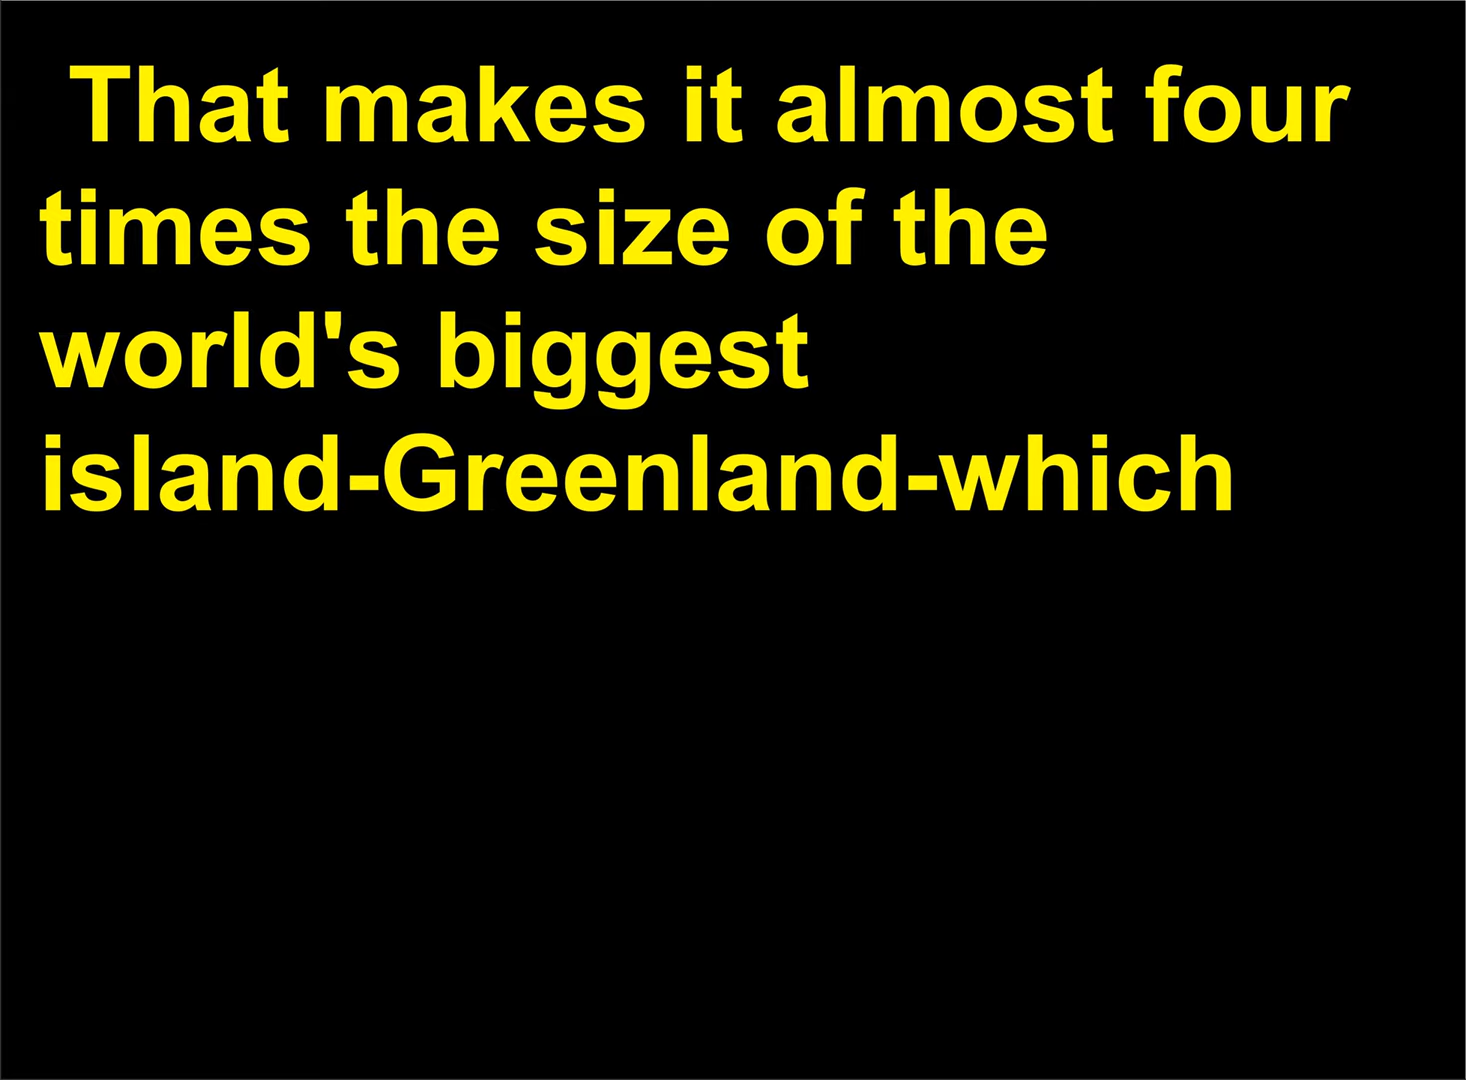 That makes it almost four
times the size of the
world's biggest
island-Greenland-which